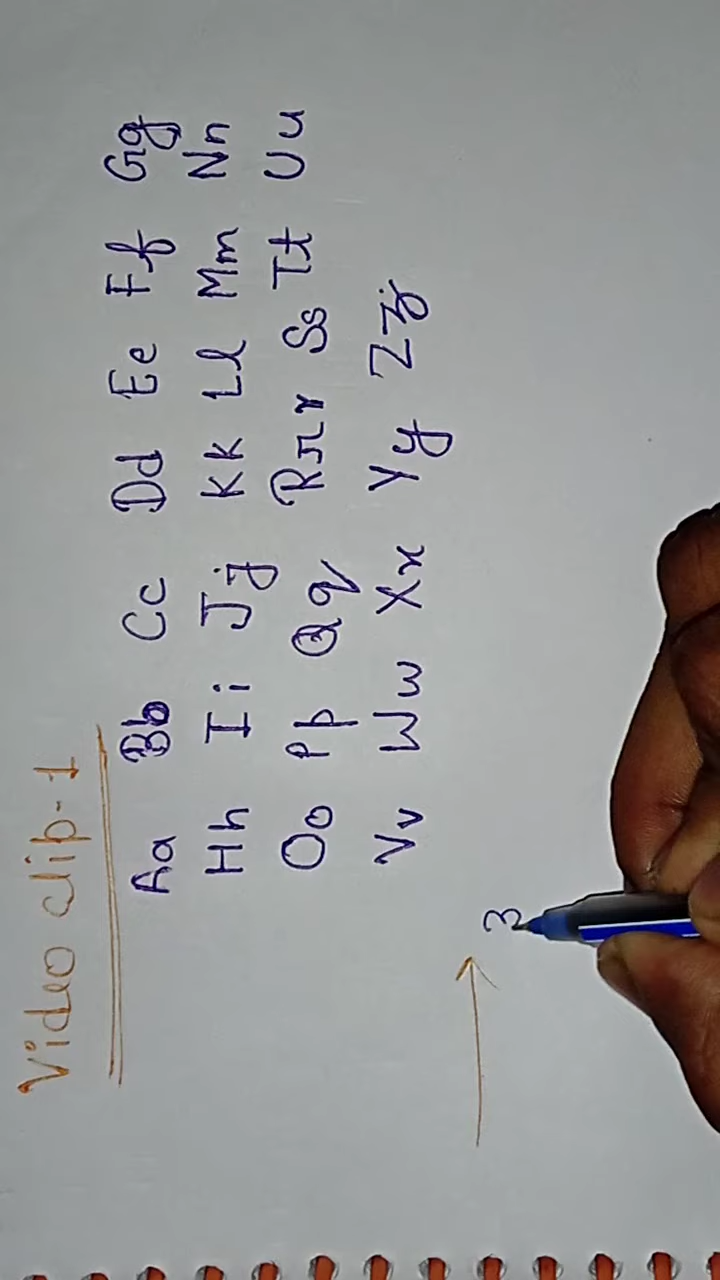 Video clip-1
Aa Bb Cc Dd Ee Ff Gg
Hh Ii Jj Kk Ll Mm Nn
Oo Pp Qq Rr r Ss Tt Uu
Vv Ww Xx Yy Zz
→ 3